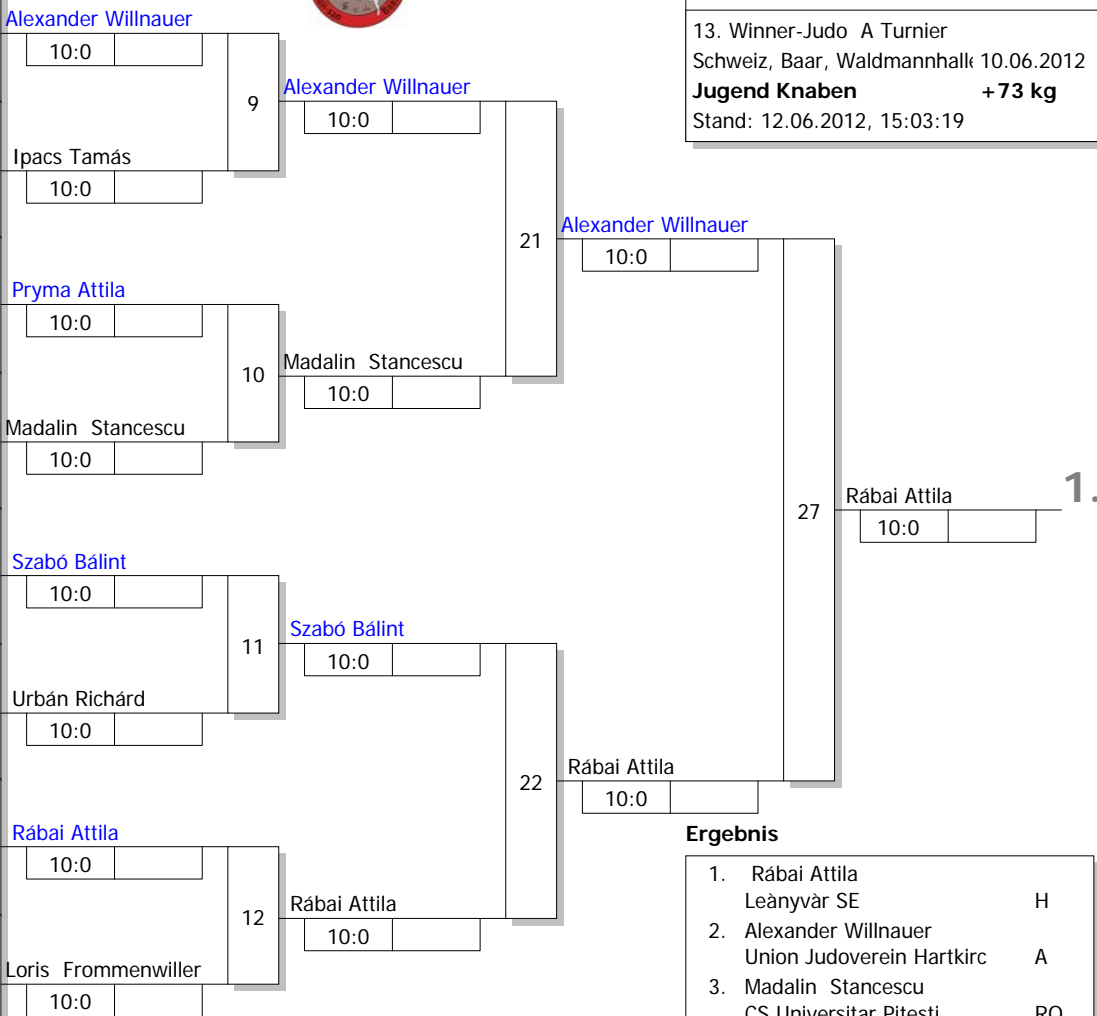 13. Winner-Judo A Turnier
Schweiz, Baar, Waldmannhalle 10.06.2012
Jugend Knaben +73 kg
Stand: 12.06.2012, 15:03:19
Alexander Willnauer
10:0
9
Ipacs Tamás
10:0
Alexander Willnauer
10:0
21
Pryma Attila
10:0
10
Madalin Stancescu
10:0
Madalin Stancescu
10:0
Alexander Willnauer
10:0
27
Rábai Attila
10:0
1.
Szabó Bálint
10:0
11
Urbán Richárd
10:0
Szabó Bálint
10:0
22
Rábai Attila
10:0
12
Loris Frommenwiller
10:0
Rábai Attila
10:0
Rábai Attila
10:0
Ergebnis
1. Rábai Attila
Leànyvàr SE H
2. Alexander Willnauer
Union Judoverein Hartkirc A
3. Madalin Stancescu
CS Universitar Pitesti RO